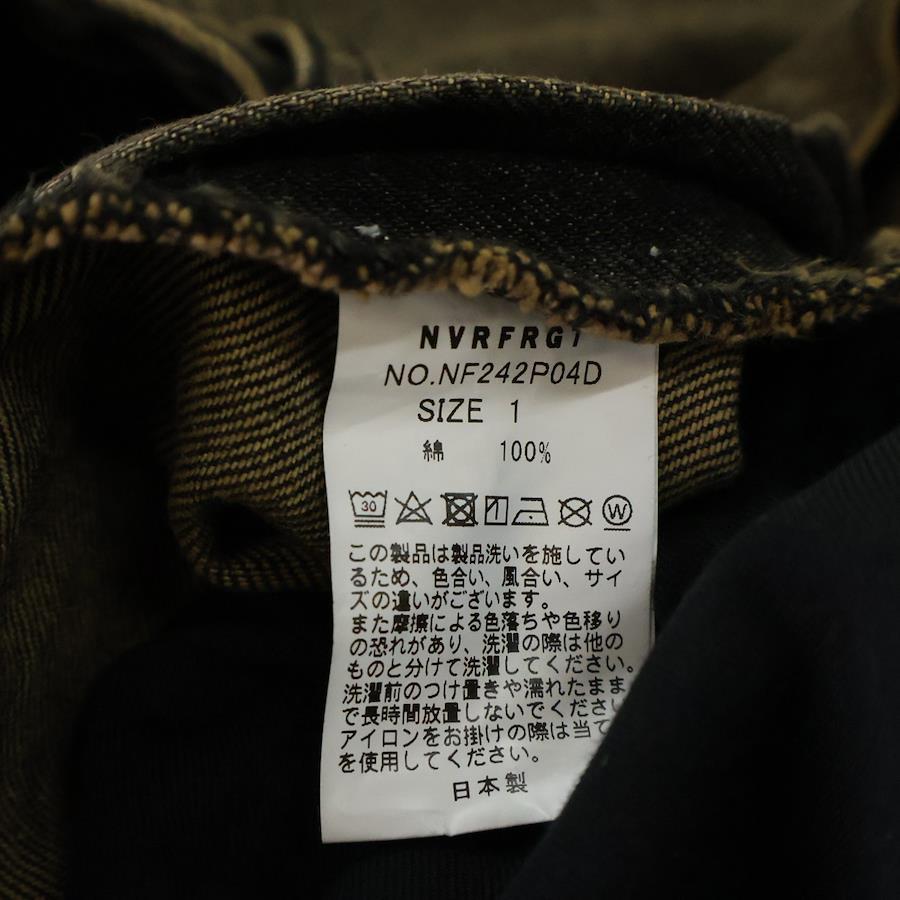 NVRFRGT
NO.NF242P04D
SIZE 1
綿 100%
30 W
この製品は製品洗いを施してい
るため、色合い、風合い、サイ
ズの違いがございます。
また摩擦による色落ちや色移り
の恐れがあり、洗濯の際は他の
ものと分けて洗濯してください。
洗濯前のつけ置きや濡れたまま
で長時間放置しないでください
アイロンをお掛けの際は当て
を使用してください。
日本製